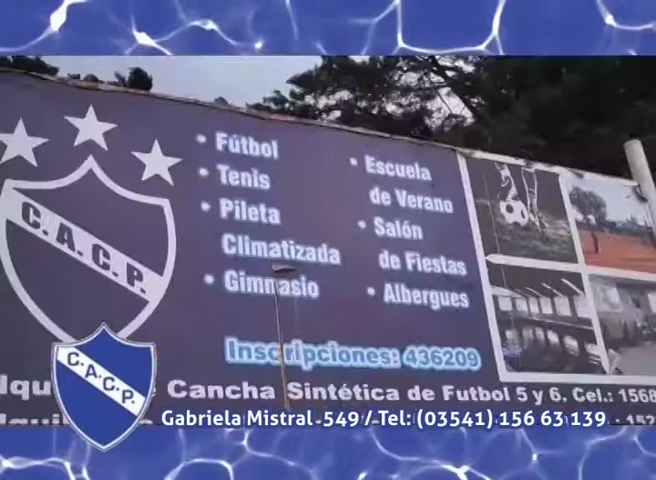 C.A.C.P.
• Fútbol
• Tenis
• Pileta
Climatizada
• Gimnasio
• Escuela
de Verano
• Salón
de Fiestas
• Albergues
Inscripciones: 436209
Cancha Sintética de Futbol 5 y 6, Cel.: 1568
C.A.C.P.
Gabriela Mistral 549 / Tel: (03541) 156 63 139